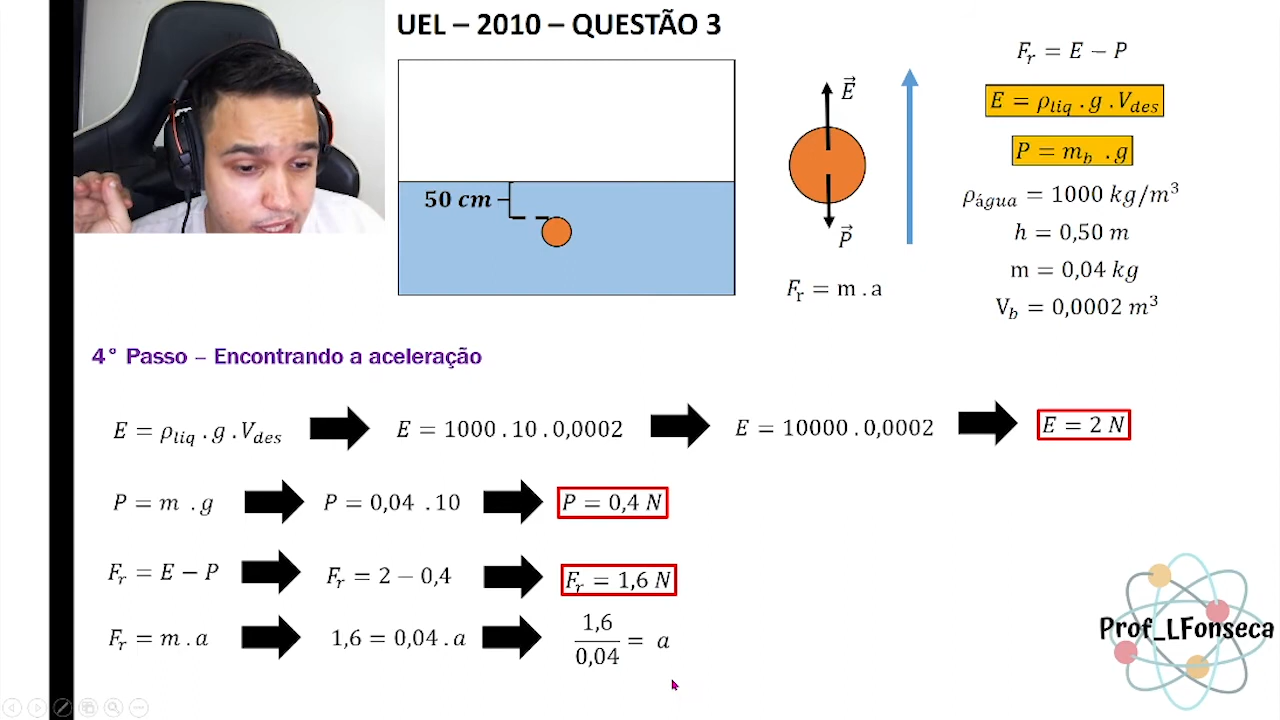 UEL – 2010 – QUESTÃO 3
50 cm
E⃗
P⃗
Fr = m . a
Fr = E − P
E = ρliq . g . Vdes
P = mb . g
ρágua = 1000 kg/m³
h = 0,50 m
m = 0,04 kg
Vb = 0,0002 m³
4° Passo – Encontrando a aceleração
E = ρliq . g . Vdes E = 1000 . 10 . 0,0002 E = 10000 . 0,0002 E = 2 N
P = m . g P = 0,04 . 10 P = 0,4 N
Fr = E − P Fr = 2 − 0,4 Fr = 1,6 N
Fr = m . a 1,6 = 0,04 . a 1,6/0,04 = a
Prof_LFonseca